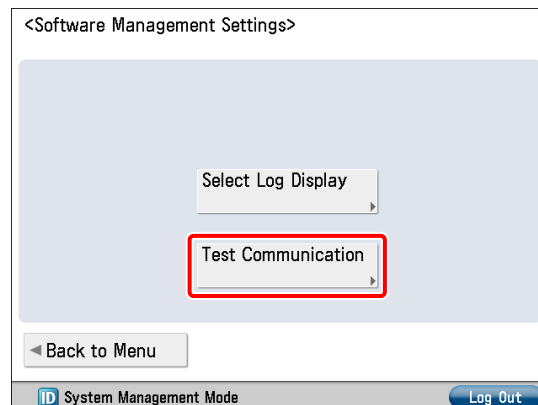 <Software Management Settings>
Select Log Display
Test Communication
Back to Menu
ID System Management Mode
Log Out